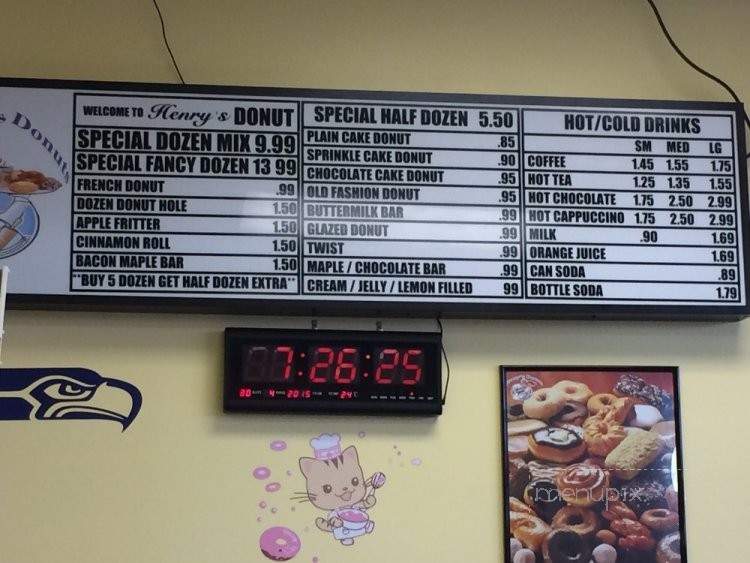 s Donuts
WELCOME TO Henry's DONUT
SPECIAL DOZEN MIX 9.99
SPECIAL FANCY DOZEN 13 99
FRENCH DONUT .99
DOZEN DONUT HOLE 1.50
APPLE FRITTER 1.50
CINNAMON ROLL 1.50
BACON MAPLE BAR 1.50
**BUY 5 DOZEN GET HALF DOZEN EXTRA**
SPECIAL HALF DOZEN 5.50
PLAIN CAKE DONUT .85
SPRINKLE CAKE DONUT .90
CHOCOLATE CAKE DONUT .95
OLD FASHION DONUT .95
BUTTERMILK BAR .99
GLAZED DONUT .99
TWIST .99
MAPLE / CHOCOLATE BAR .99
CREAM / JELLY / LEMON FILLED 99
HOT/COLD DRINKS
SM MED LG
COFFEE 1.45 1.55 1.75
HOT TEA 1.25 1.35 1.55
HOT CHOCOLATE 1.75 2.50 2.99
HOT CAPPUCCINO 1.75 2.50 2.99
MILK .90 1.69
ORANGE JUICE 1.69
CAN SODA .89
BOTTLE SODA 1.79
7:26:25
2015
24
menupix